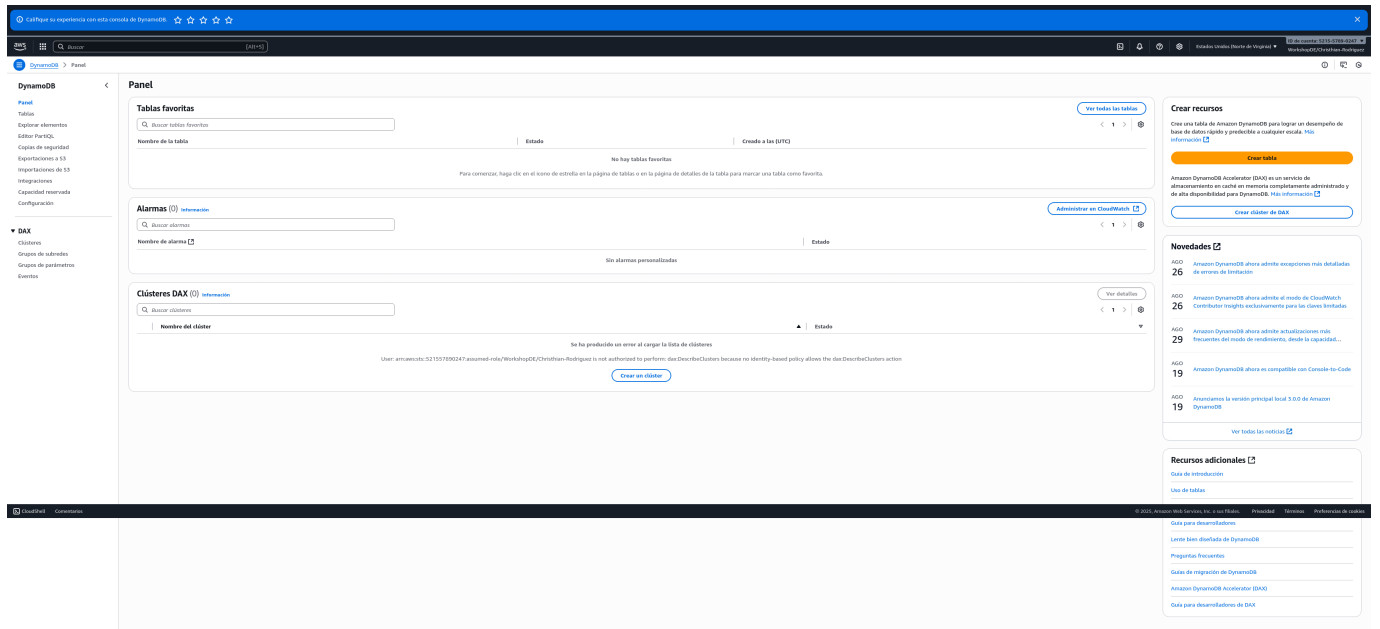 Califique su experiencia con esta consola de DynamoDB.
aws
Buscar
[Alt+S]
Estados Unidos (Norte de Virginia)
ID de cuenta: 5215-5789-0247
WorkshopDE/Christhian-Rodriguez
DynamoDB > Panel
DynamoDB
Panel
Tablas
Explorar elementos
Editor PartiQL
Copias de seguridad
Exportaciones a S3
Importaciones de S3
Integraciones
Capacidad reservada
Configuración
DAX
Clústeres
Grupos de subredes
Grupos de parámetros
Eventos
Panel
Tablas favoritas
Ver todas las tablas
Buscar tablas favoritas
1
Nombre de la tabla
Estado
Creado a las (UTC)
No hay tablas favoritas
Para comenzar, haga clic en el icono de estrella en la página de tablas o en la página de detalles de la tabla para marcar una tabla como favorita.
Alarmas (0) Información
Administrar en CloudWatch
Buscar alarmas
1
Nombre de alarma
Estado
Sin alarmas personalizadas
Clústeres DAX (0) Información
Ver detalles
Buscar clústeres
1
Nombre del clúster
Estado
Se ha producido un error al cargar la lista de clústeres
User: arn:aws:sts::521557890247:assumed-role/WorkshopDE/Christhian-Rodriguez is not authorized to perform: dax:DescribeClusters because no identity-based policy allows the dax:DescribeClusters action
Crear un clúster
Crear recursos
Cree una tabla de Amazon DynamoDB para lograr un desempeño de
base de datos rápido y predecible a cualquier escala. Más
información
Crear tabla
Amazon DynamoDB Accelerator (DAX) es un servicio de
almacenamiento en caché en memoria completamente administrado y
de alta disponibilidad para DynamoDB. Más información
Crear clúster de DAX
Novedades
AGO
26
Amazon DynamoDB ahora admite excepciones más detalladas
de errores de limitación
AGO
26
Amazon DynamoDB ahora admite el modo de CloudWatch
Contributor Insights exclusivamente para las claves limitadas
AGO
29
Amazon DynamoDB ahora admite actualizaciones más
frecuentes del modo de rendimiento, desde la capacidad...
AGO
19
Amazon DynamoDB ahora es compatible con Console-to-Code
AGO
19
Anunciamos la versión principal local 3.0.0 de Amazon
DynamoDB
Ver todas las noticias
Recursos adicionales
Guía de introducción
Uso de tablas
CloudShell
Comentarios
© 2025, Amazon Web Services, Inc. o sus filiales.
Privacidad
Términos
Preferencias de cookies
Guía para desarrolladores
Lente bien diseñada de DynamoDB
Preguntas frecuentes
Guías de migración de DynamoDB
Amazon DynamoDB Accelerator (DAX)
Guía para desarrolladores de DAX